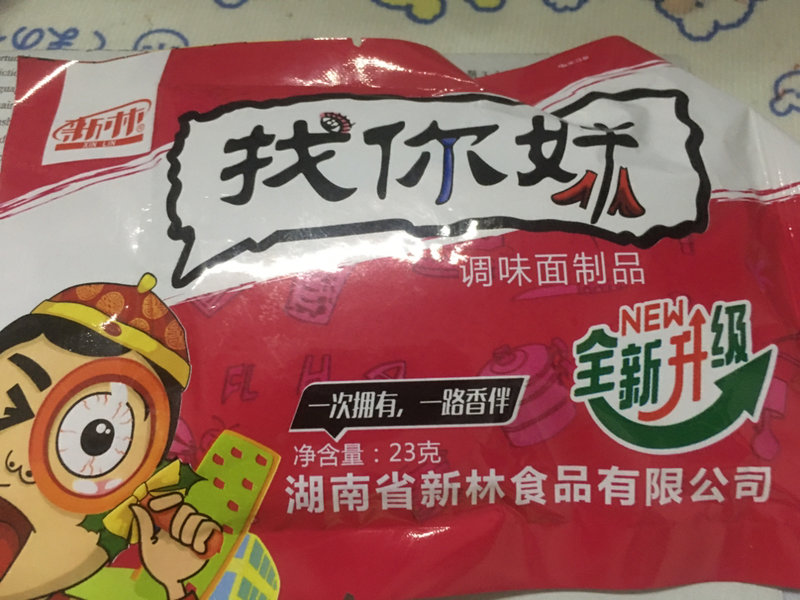 新林®
XIN LIN
找你妹
调味面制品
NEW
全新升级
一次拥有，一路香伴
净含量：23克
湖南省新林食品有限公司